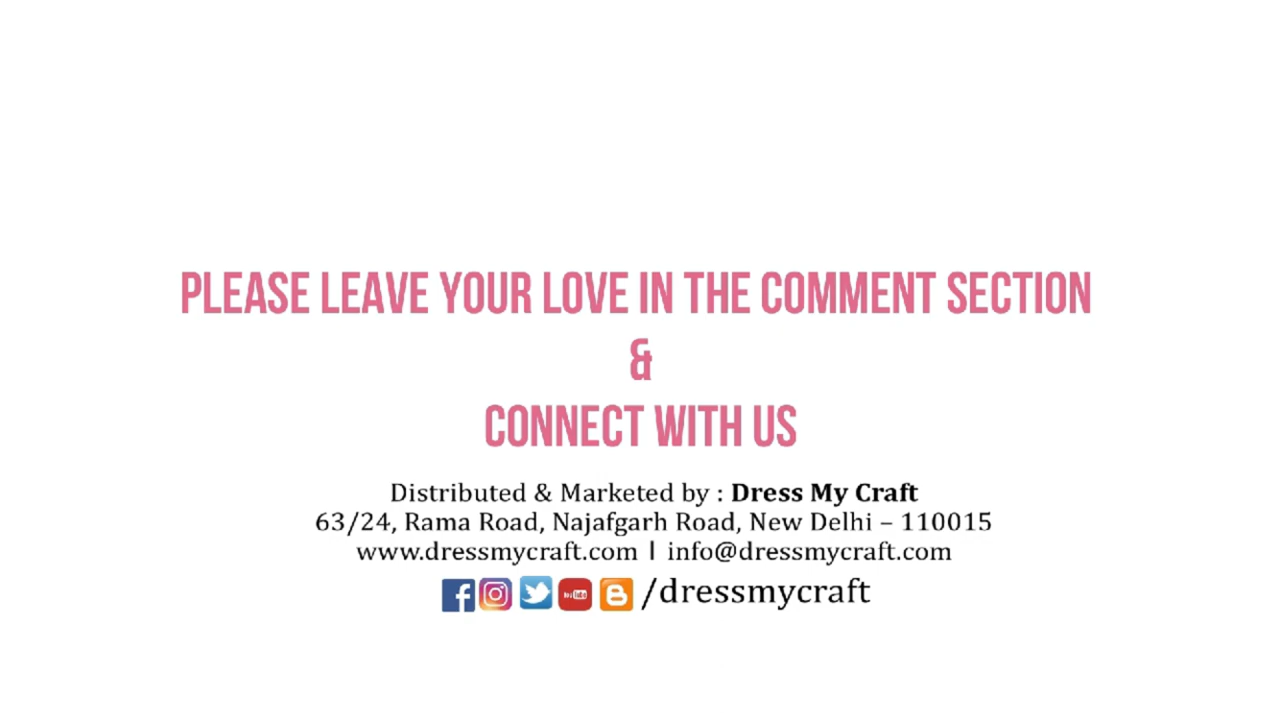 PLEASE LEAVE YOUR LOVE IN THE COMMENT SECTION
&
CONNECT WITH US
Distributed & Marketed by : Dress My Craft
63/24, Rama Road, Najafgarh Road, New Delhi – 110015
www.dressmycraft.com | info@dressmycraft.com
/dressmycraft